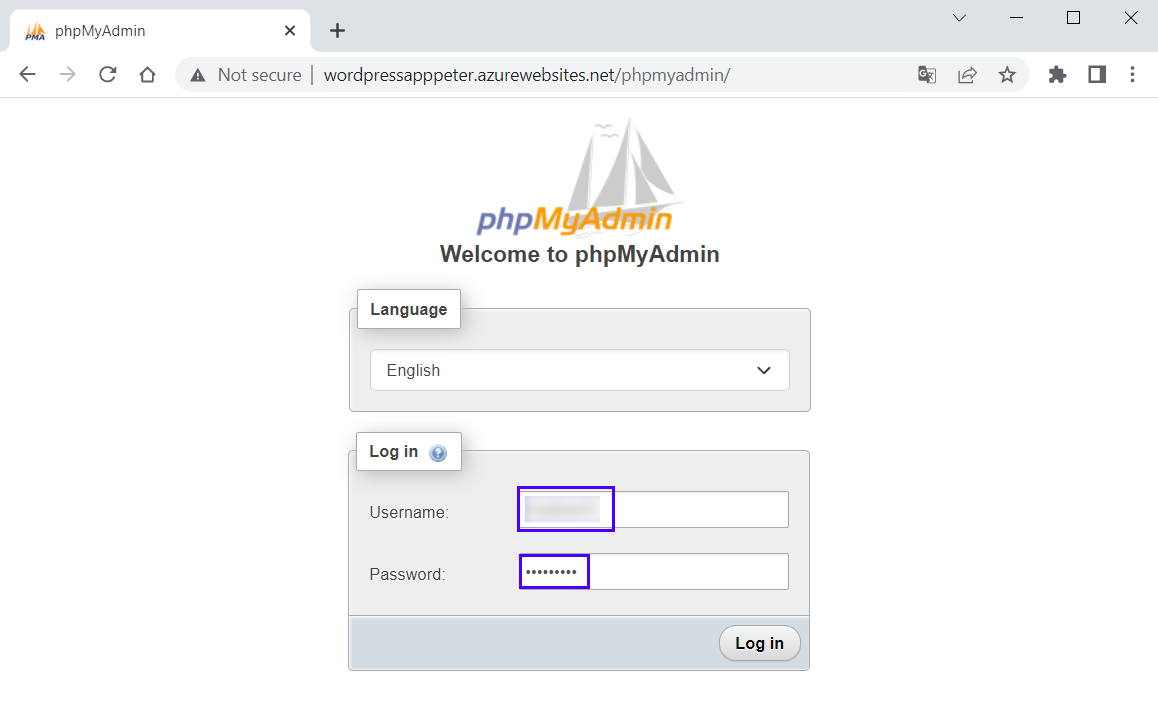 PMA phpMyAdmin
Not secure | wordpressapppeter.azurewebsites.net/phpmyadmin/
phpMyAdmin
Welcome to phpMyAdmin
Language
English
Log in
Username:
Password: •••••••••
Log in